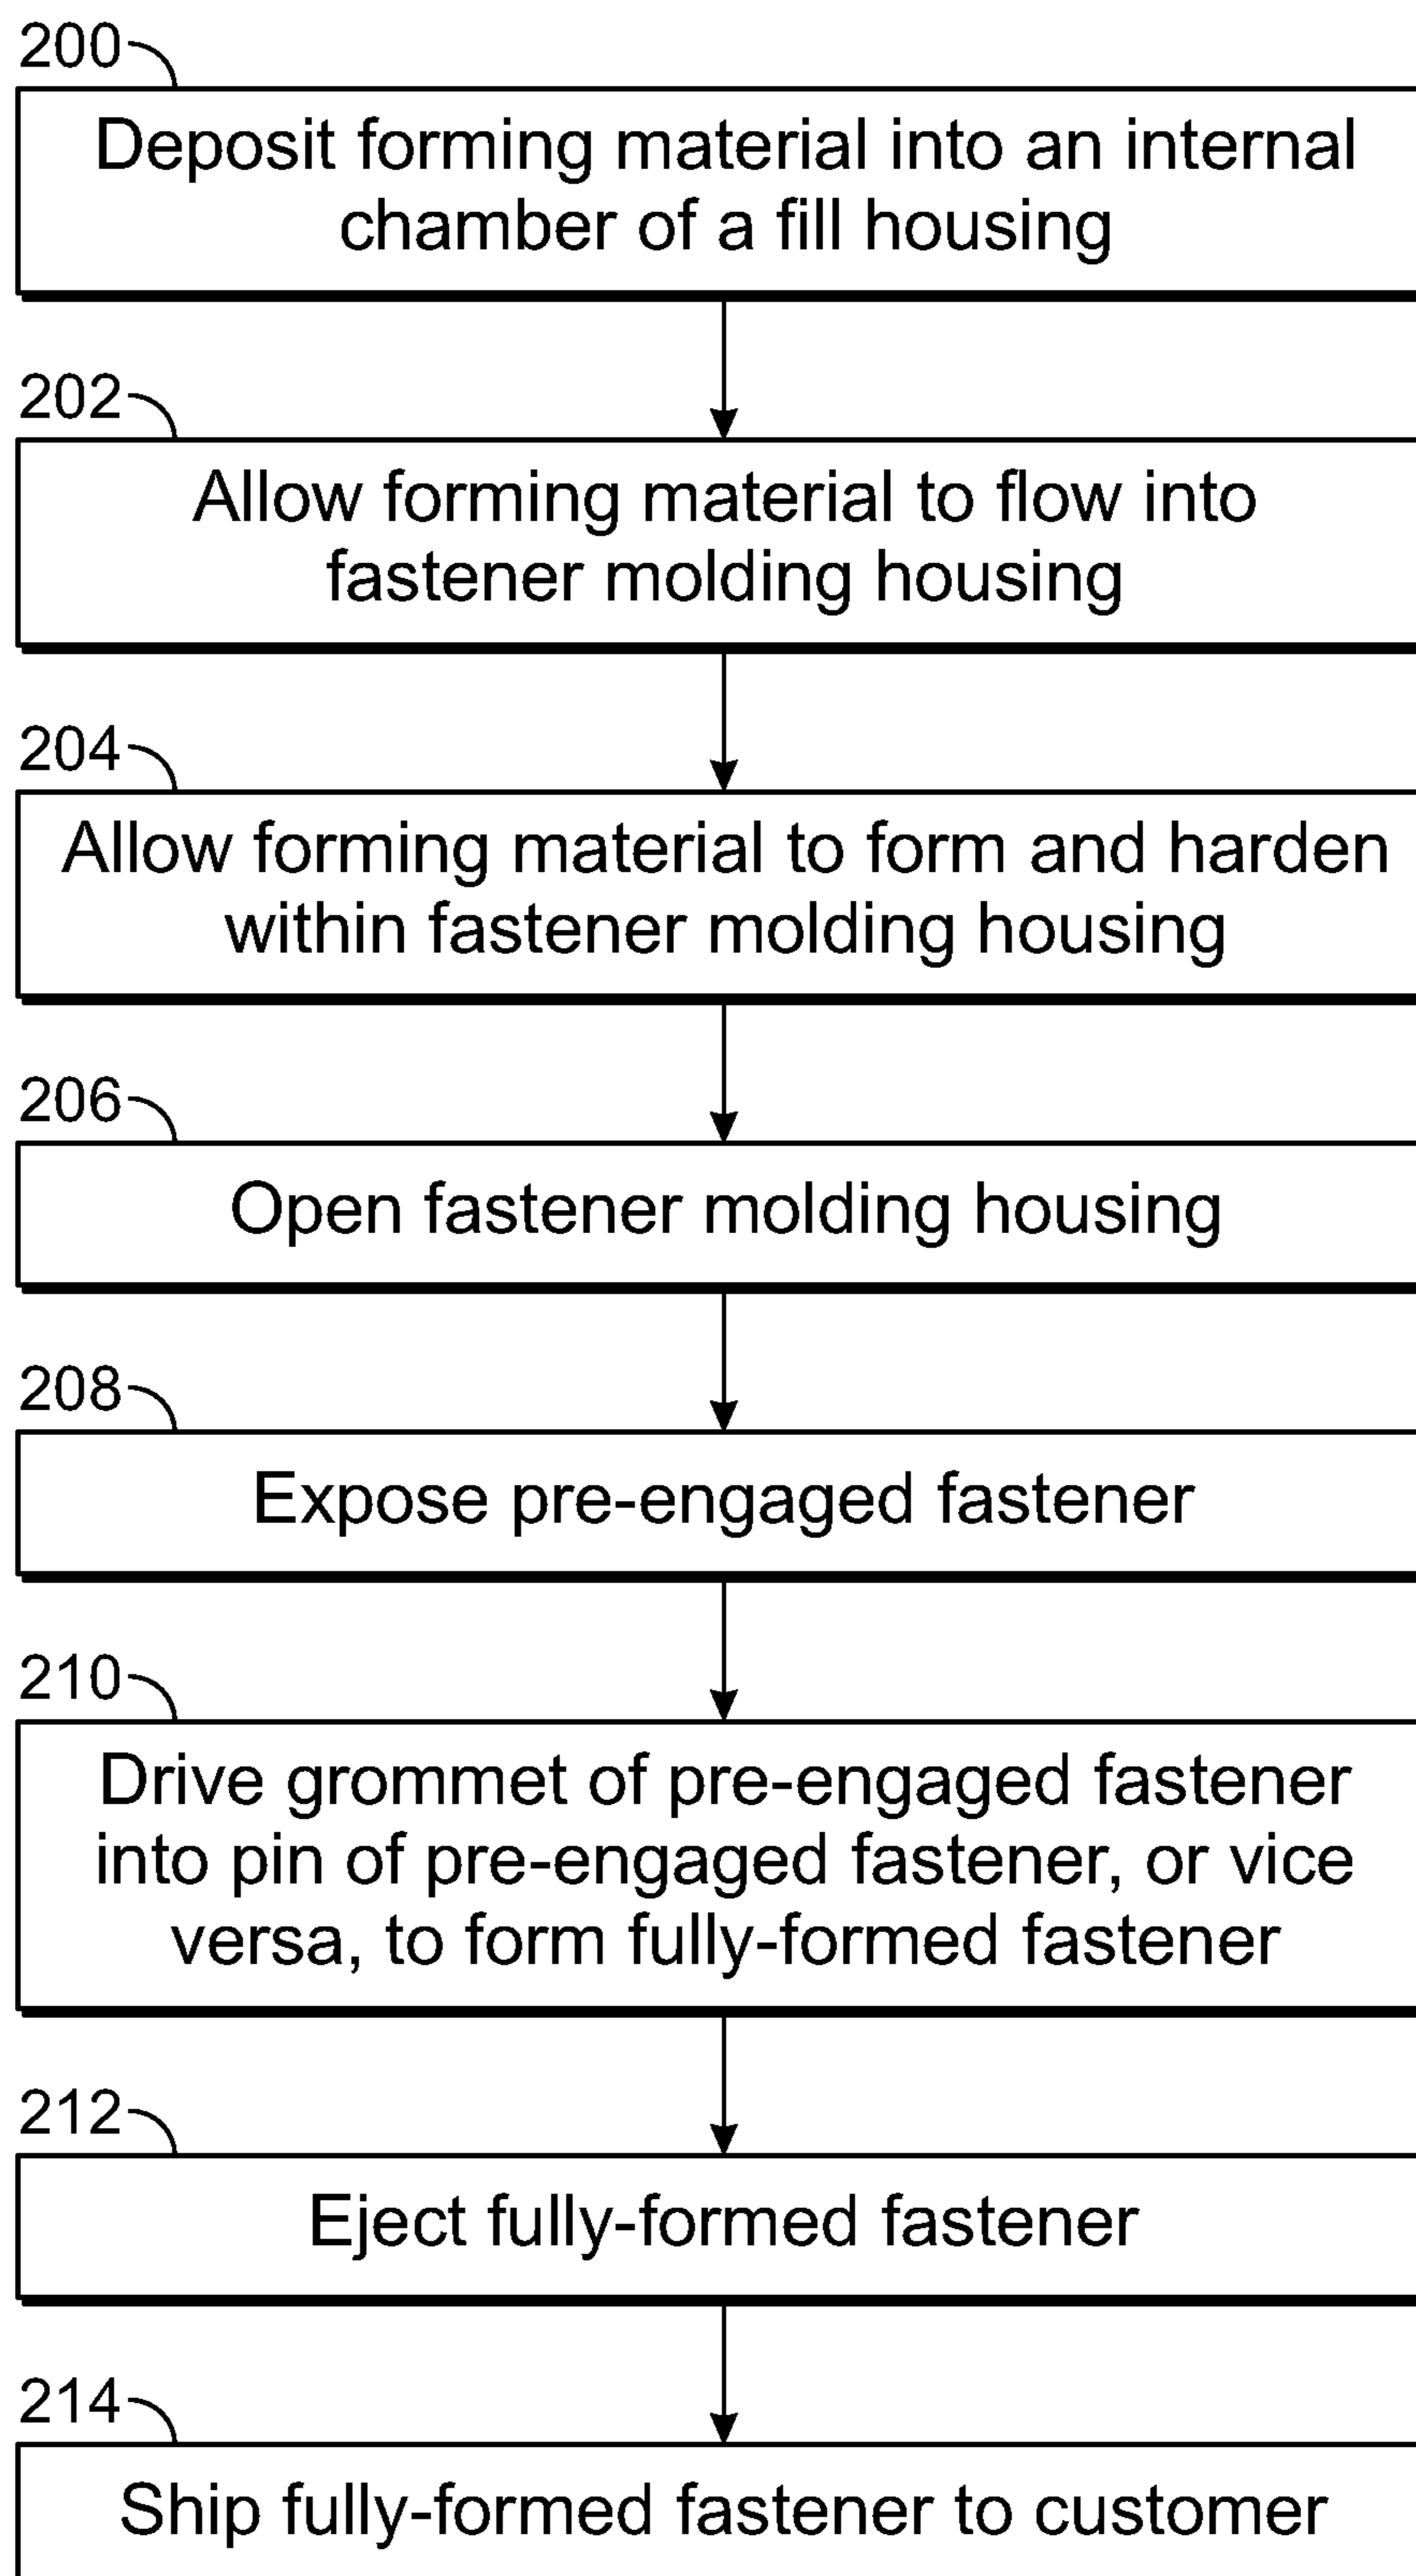 200
Deposit forming material into an internal
chamber of a fill housing
202
Allow forming material to flow into
fastener molding housing
204
Allow forming material to form and harden
within fastener molding housing
206
Open fastener molding housing
208
Expose pre-engaged fastener
210
Drive grommet of pre-engaged fastener
into pin of pre-engaged fastener, or vice
versa, to form fully-formed fastener
212
Eject fully-formed fastener
214
Ship fully-formed fastener to customer